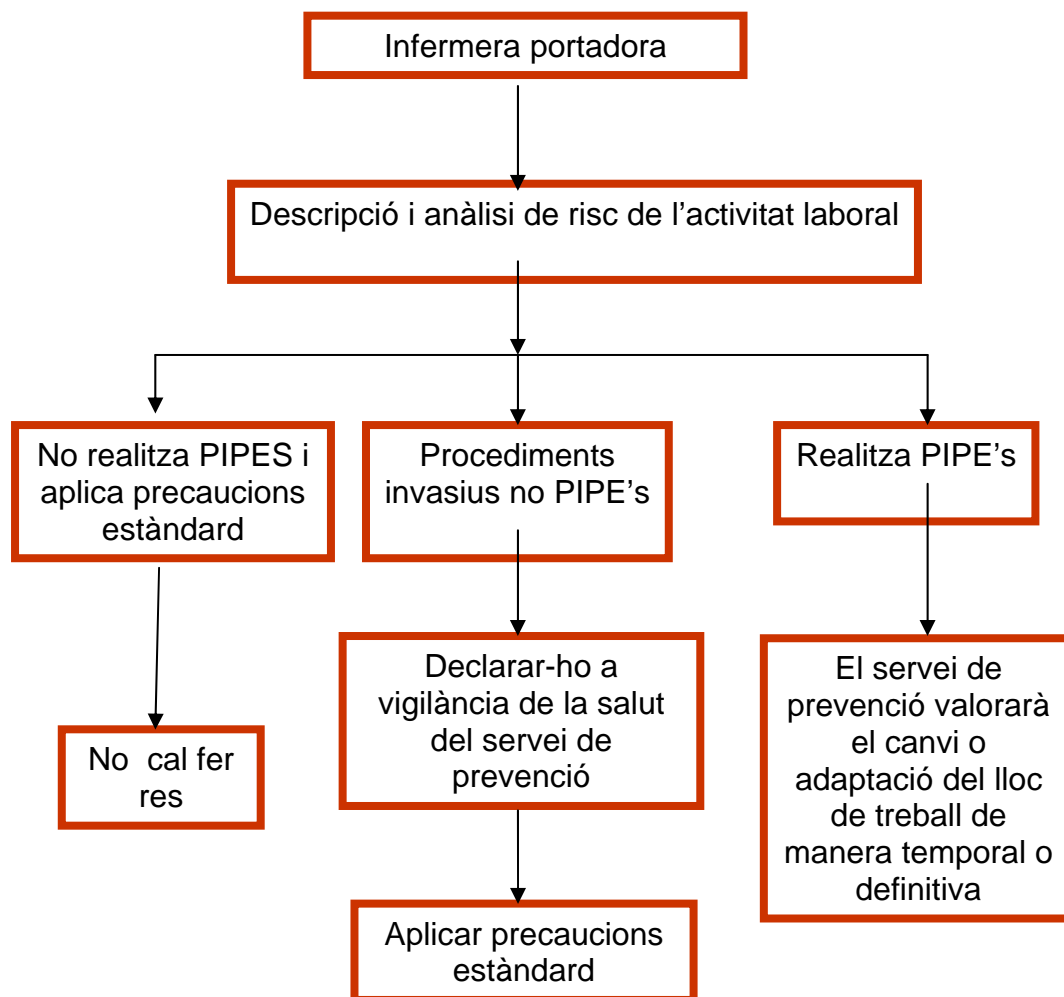 Infermera portadora
Descripció i anàlisi de risc de l’activitat laboral
No realitza PIPES i
aplica precaucions
estàndard
Procediments
invasius no PIPE’s
Realitza PIPE’s
No cal fer
res
Declarar-ho a
vigilància de la salut
del servei de
prevenció
El servei de
prevenció valorarà
el canvi o
adaptació del lloc
de treball de
manera temporal o
definitiva
Aplicar precaucions
estàndard